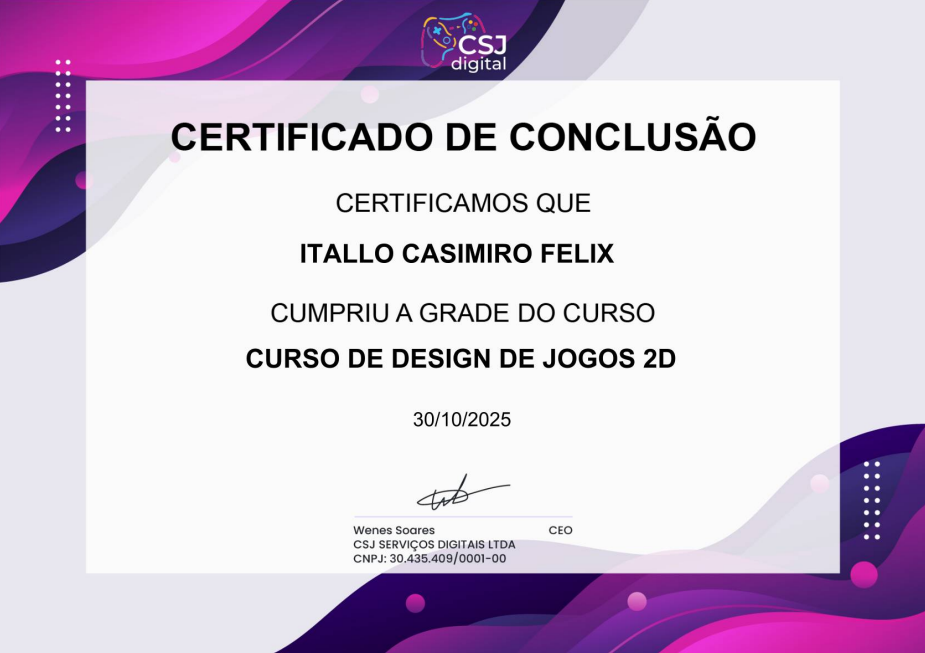 CSJ
digital
CERTIFICADO DE CONCLUSÃO
CERTIFICAMOS QUE
ITALLO CASIMIRO FELIX
CUMPRIU A GRADE DO CURSO
CURSO DE DESIGN DE JOGOS 2D
30/10/2025
Wenes Soares CEO
CSJ SERVIÇOS DIGITAIS LTDA
CNPJ: 30.435.409/0001-00